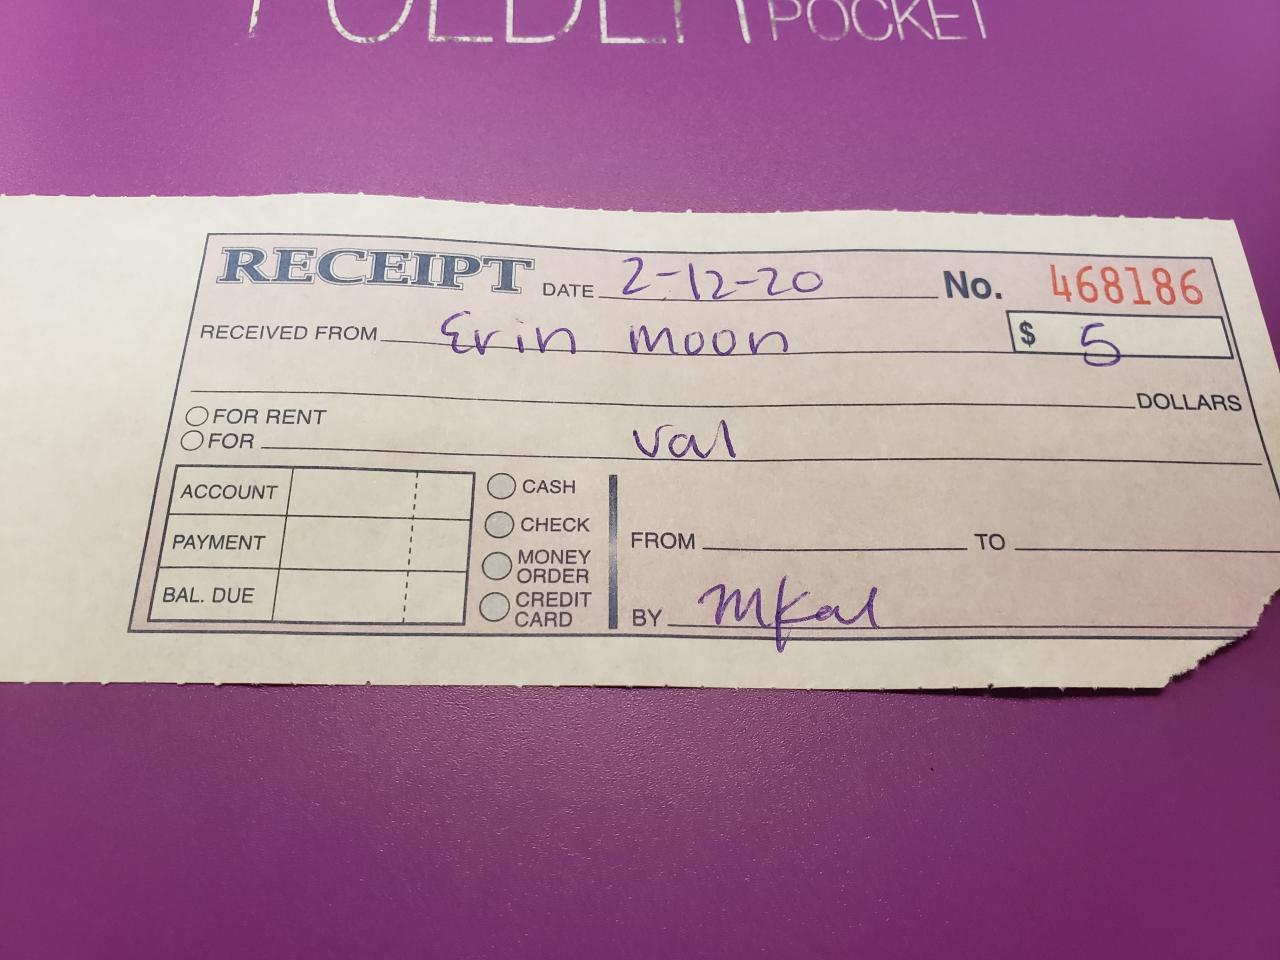 FOLDER POCKET
RECEIPT DATE 2-12-20 No. 468186
RECEIVED FROM Erin Moon $ 5
DOLLARS
FOR RENT
FOR val
ACCOUNT
PAYMENT
BAL. DUE
CASH
CHECK
MONEY
ORDER
CREDIT
CARD
FROM TO
BY Mkal